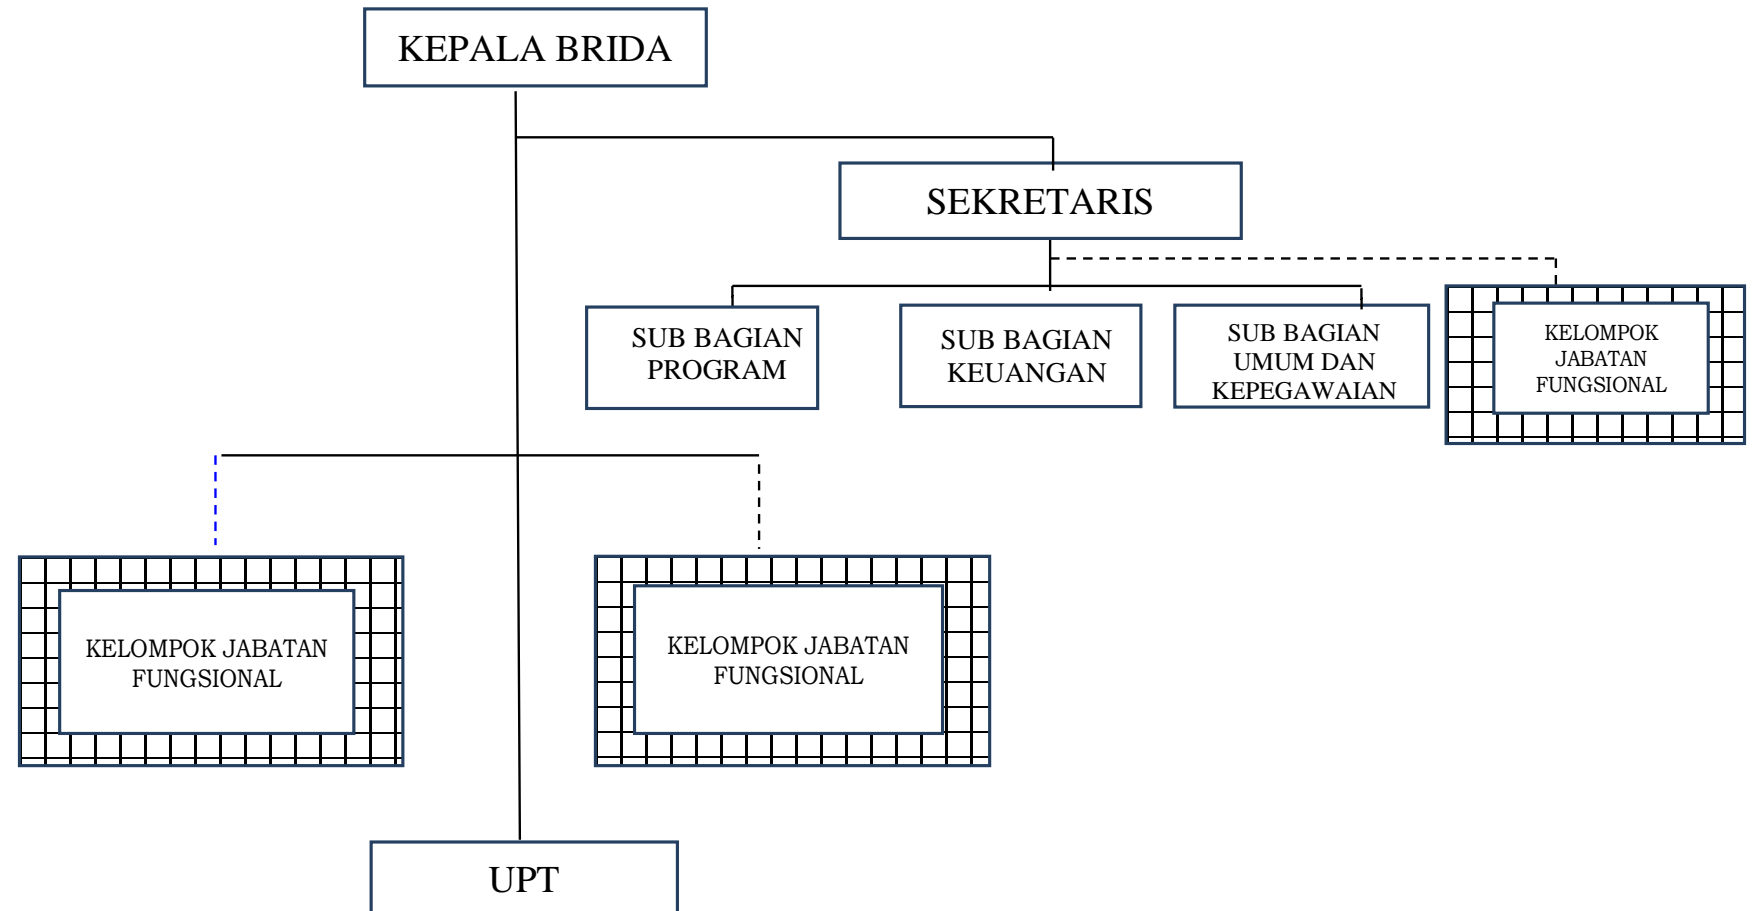 KEPALA BRIDA
SEKRETARIS
SUB BAGIAN
PROGRAM
SUB BAGIAN
KEUANGAN
SUB BAGIAN
UMUM DAN
KEPEGAWAIAN
KELOMPOK
JABATAN
FUNGSIONAL
KELOMPOK JABATAN
FUNGSIONAL
KELOMPOK JABATAN
FUNGSIONAL
UPT